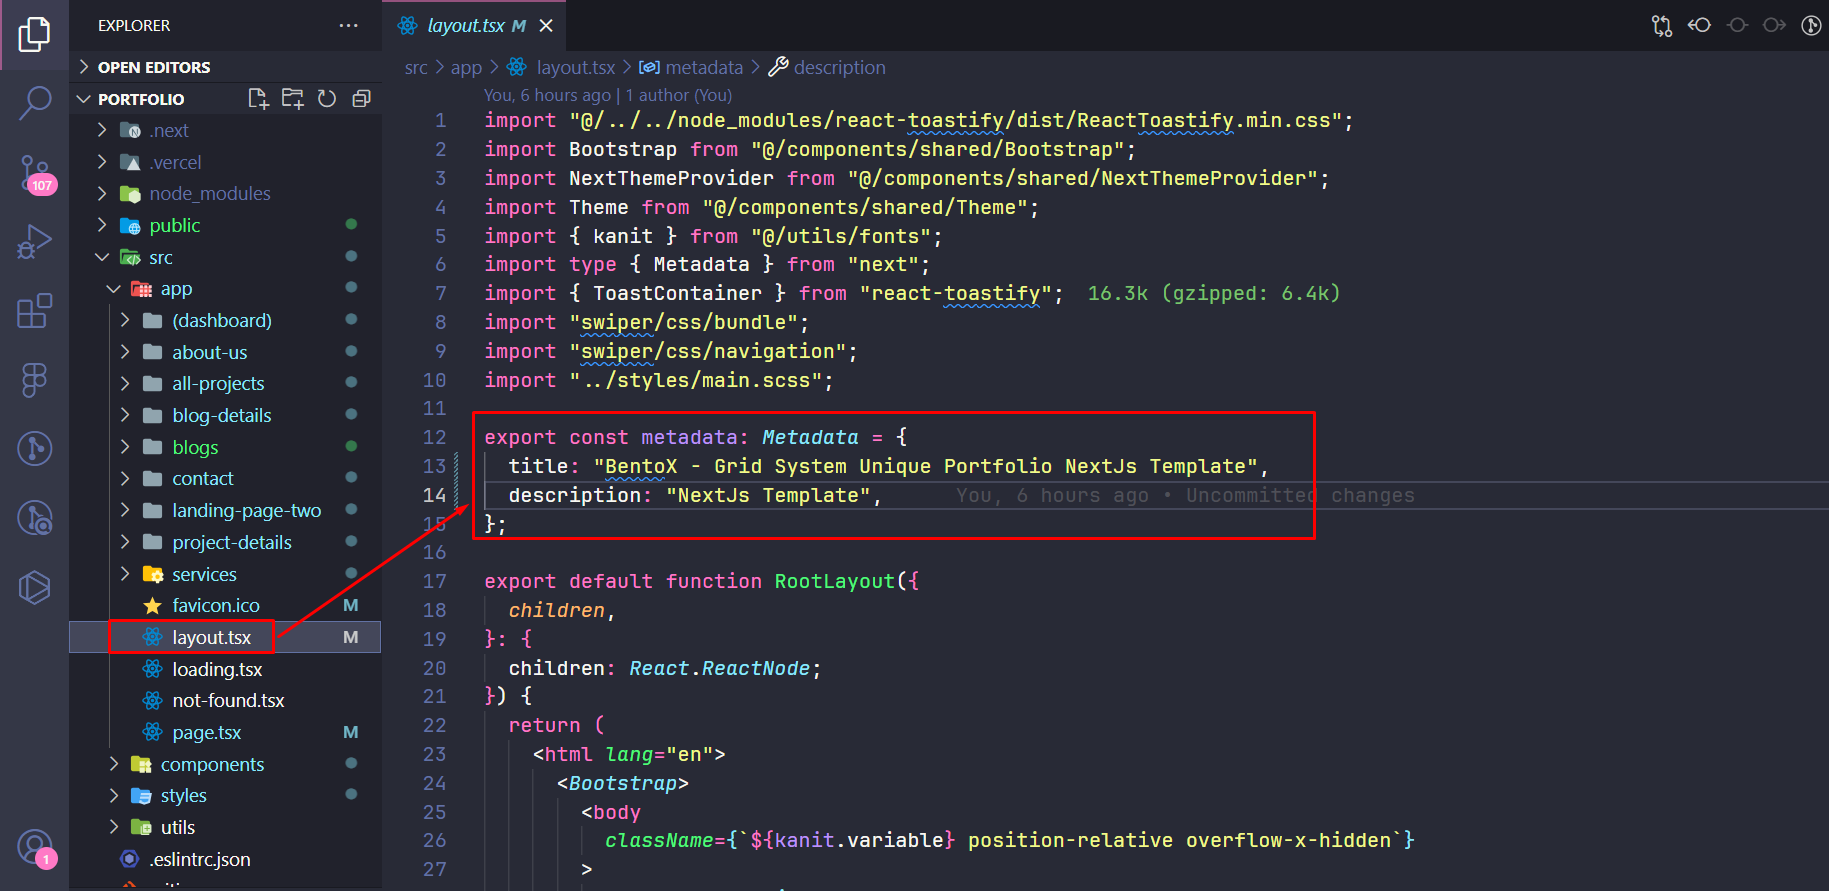 EXPLORER
OPEN EDITORS
PORTFOLIO
.next
.vercel
node_modules
public
src
app
(dashboard)
about-us
all-projects
blog-details
blogs
contact
landing-page-two
project-details
services
favicon.ico M
layout.tsx M
loading.tsx
not-found.tsx
page.tsx M
components
styles
utils
.eslintrc.json
107
1
layout.tsx M
src > app > layout.tsx > metadata > description
You, 6 hours ago | 1 author (You)
1 import "@/../../node_modules/react-toastify/dist/ReactToastify.min.css";
2 import Bootstrap from "@/components/shared/Bootstrap";
3 import NextThemeProvider from "@/components/shared/NextThemeProvider";
4 import Theme from "@/components/shared/Theme";
5 import { kanit } from "@/utils/fonts";
6 import type { Metadata } from "next";
7 import { ToastContainer } from "react-toastify"; 16.3k (gzipped: 6.4k)
8 import "swiper/css/bundle";
9 import "swiper/css/navigation";
10 import "../styles/main.scss";
11
12 export const metadata: Metadata = {
13 title: "BentoX - Grid System Unique Portfolio NextJs Template",
14 description: "NextJs Template", You, 6 hours ago • Uncommitted changes
15 };
16
17 export default function RootLayout({
18 children,
19 }: {
20 children: React.ReactNode;
21 }) {
22 return (
23 <html lang="en">
24 <Bootstrap>
25 <body
26 className={`${kanit.variable} position-relative overflow-x-hidden`}
27 >